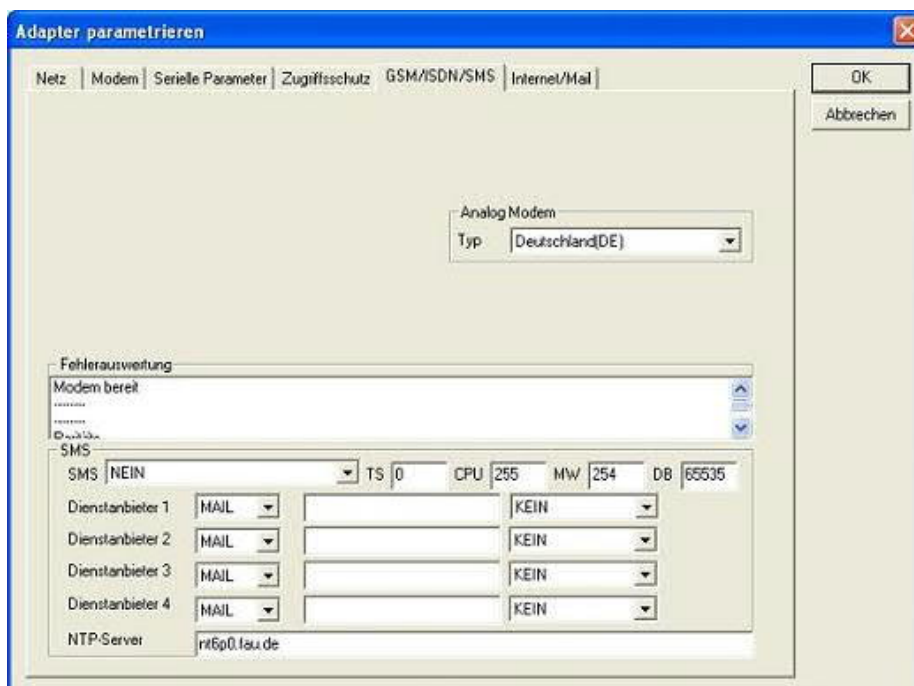 Adapter parametrieren
Netz Modem Serielle Parameter Zugriffsschutz GSM/ISDN/SMS Internet/Mail
OK
Abbrechen
Analog Modem
Typ Deutschland(DE)
Fehlerauswertung
Modem bereit
--------
--------
SMS
SMS NEIN TS 0 CPU 255 MW 254 DB 65535
Dienstanbieter 1 MAIL KEIN
Dienstanbieter 2 MAIL KEIN
Dienstanbieter 3 MAIL KEIN
Dienstanbieter 4 MAIL KEIN
NTP-Server nt6p0.fau.de